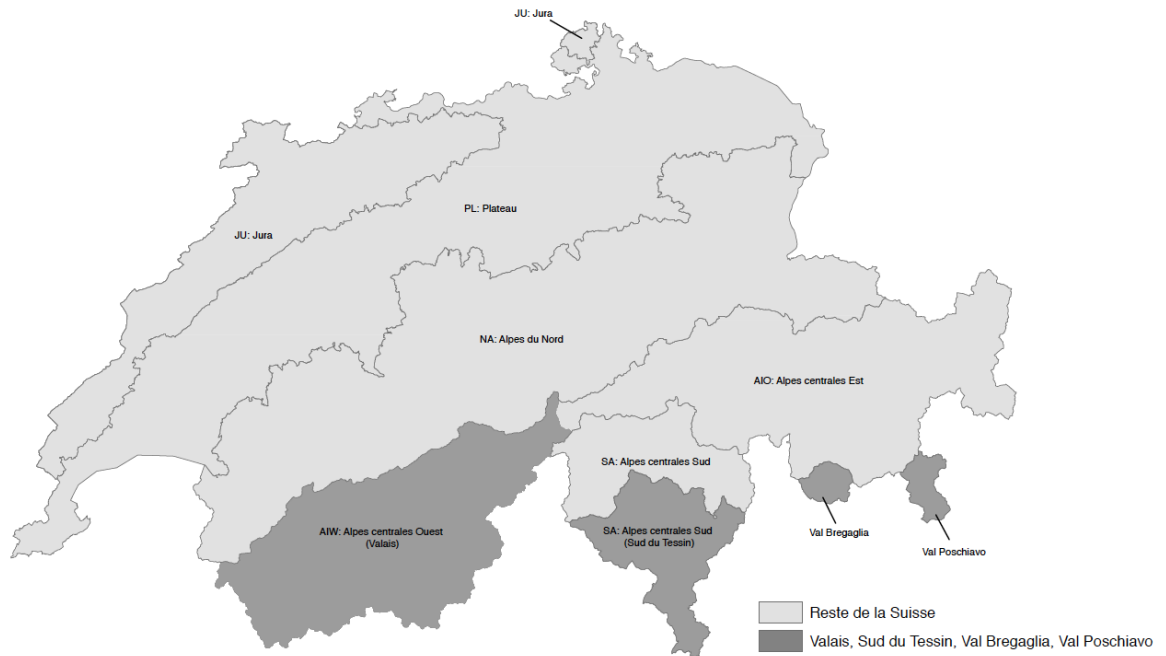 JU: Jura
PL: Plateau
JU: Jura
NA: Alpes du Nord
AIO: Alpes centrales Est
SA: Alpes centrales Sud
AIW: Alpes centrales Ouest
(Valais)
SA: Alpes centrales Sud
(Sud du Tessin)
Val Bregaglia
Val Poschiavo
Reste de la Suisse
Valais, Sud du Tessin, Val Bregaglia, Val Poschiavo